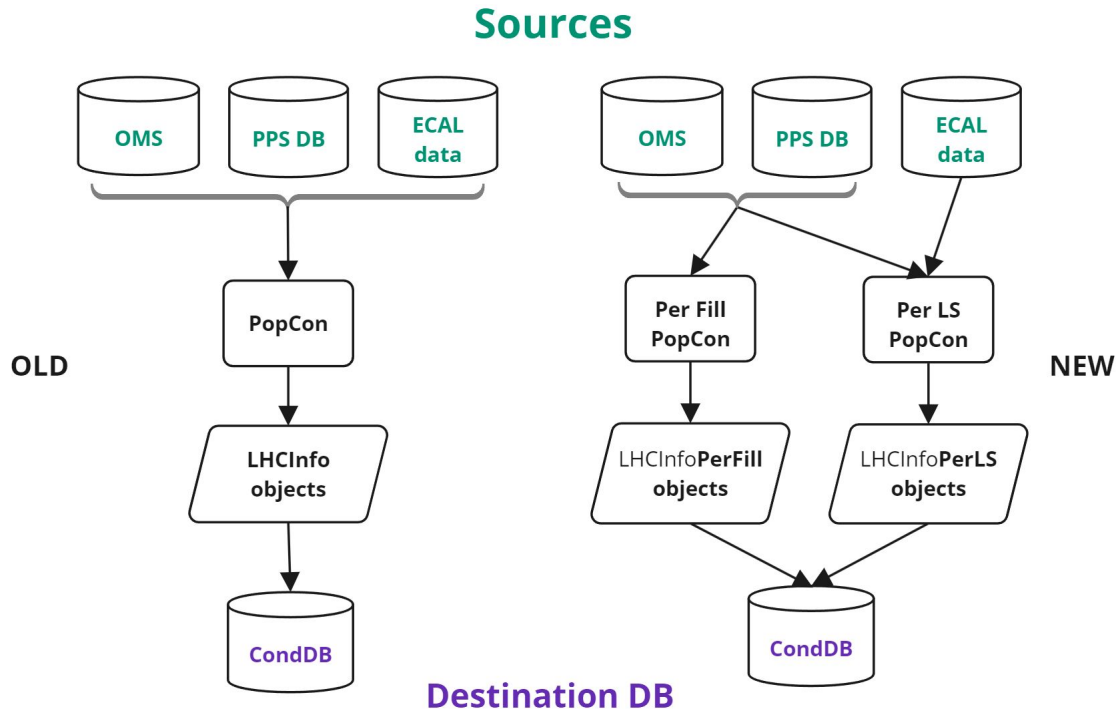 Sources
OMS
PPS DB
ECAL
data
OMS
PPS DB
ECAL
data
PopCon
Per Fill
PopCon
Per LS
PopCon
OLD
NEW
LHCInfo
objects
LHCInfoPerFill
objects
LHCInfoPerLS
objects
CondDB
CondDB
Destination DB